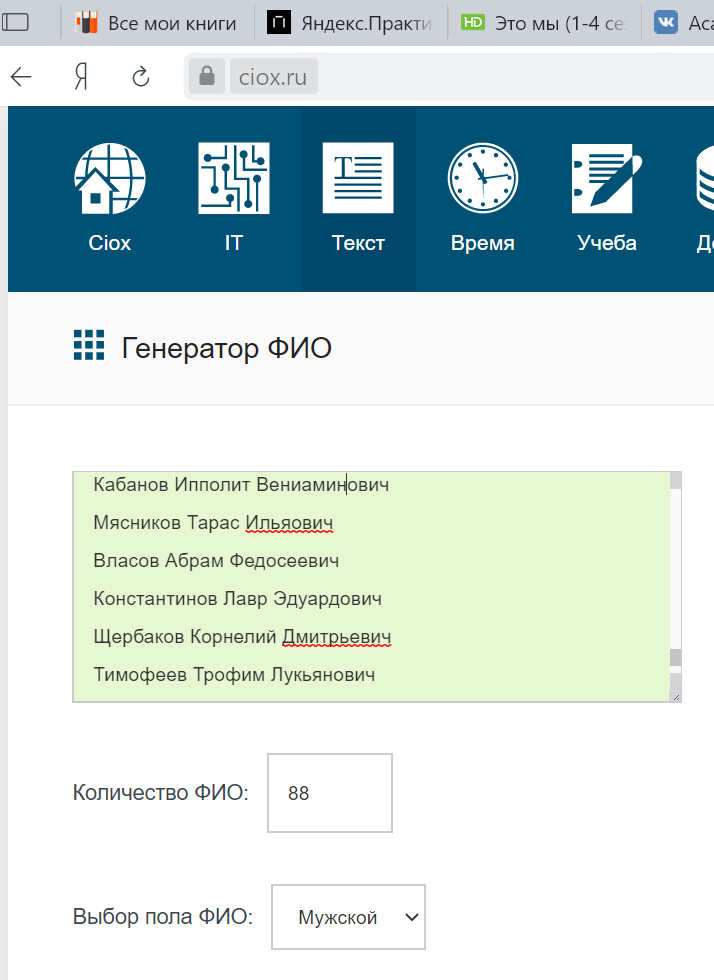 Все мои книги
Яндекс.Практи
HD Это мы (1-4 се
Я
ciox.ru
Ciox
IT
Текст
Время
Учеба
Генератор ФИО
Кабанов Ипполит Вениаминович
Мясников Тарас Ильяович
Власов Абрам Федосеевич
Константинов Лавр Эдуардович
Щербаков Корнелий Дмитрьевич
Тимофеев Трофим Лукьянович
Количество ФИО: 88
Выбор пола ФИО: Мужской